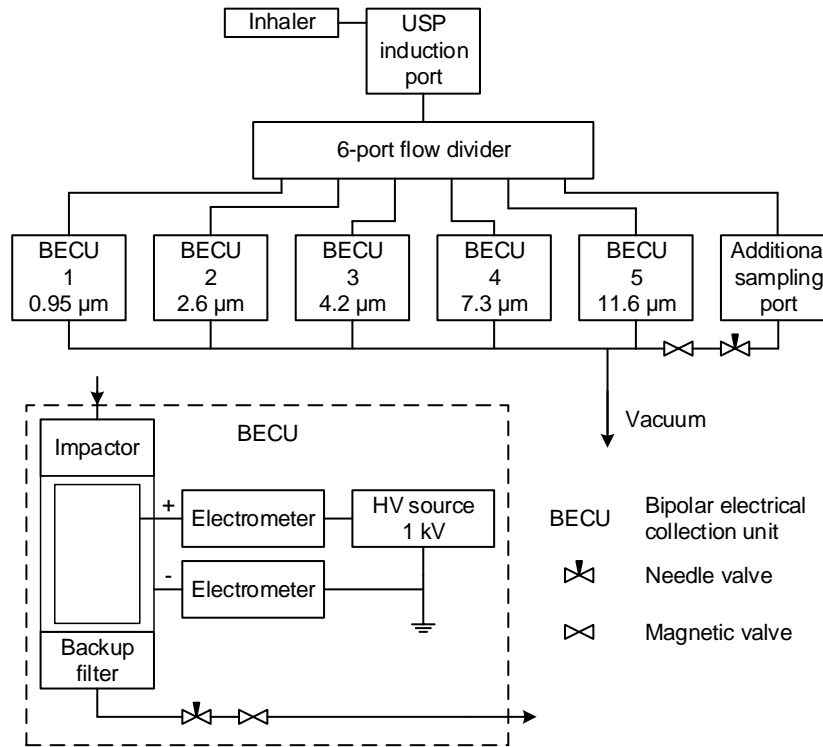 Inhaler
USP
induction
port
6-port flow divider
BECU
1
0.95 µm
BECU
2
2.6 µm
BECU
3
4.2 µm
BECU
4
7.3 µm
BECU
5
11.6 µm
Additional
sampling
port
Vacuum
BECU
Impactor
+
Electrometer
HV source
1 kV
-
Electrometer
Backup
filter
BECU
Bipolar electrical
collection unit
Needle valve
Magnetic valve